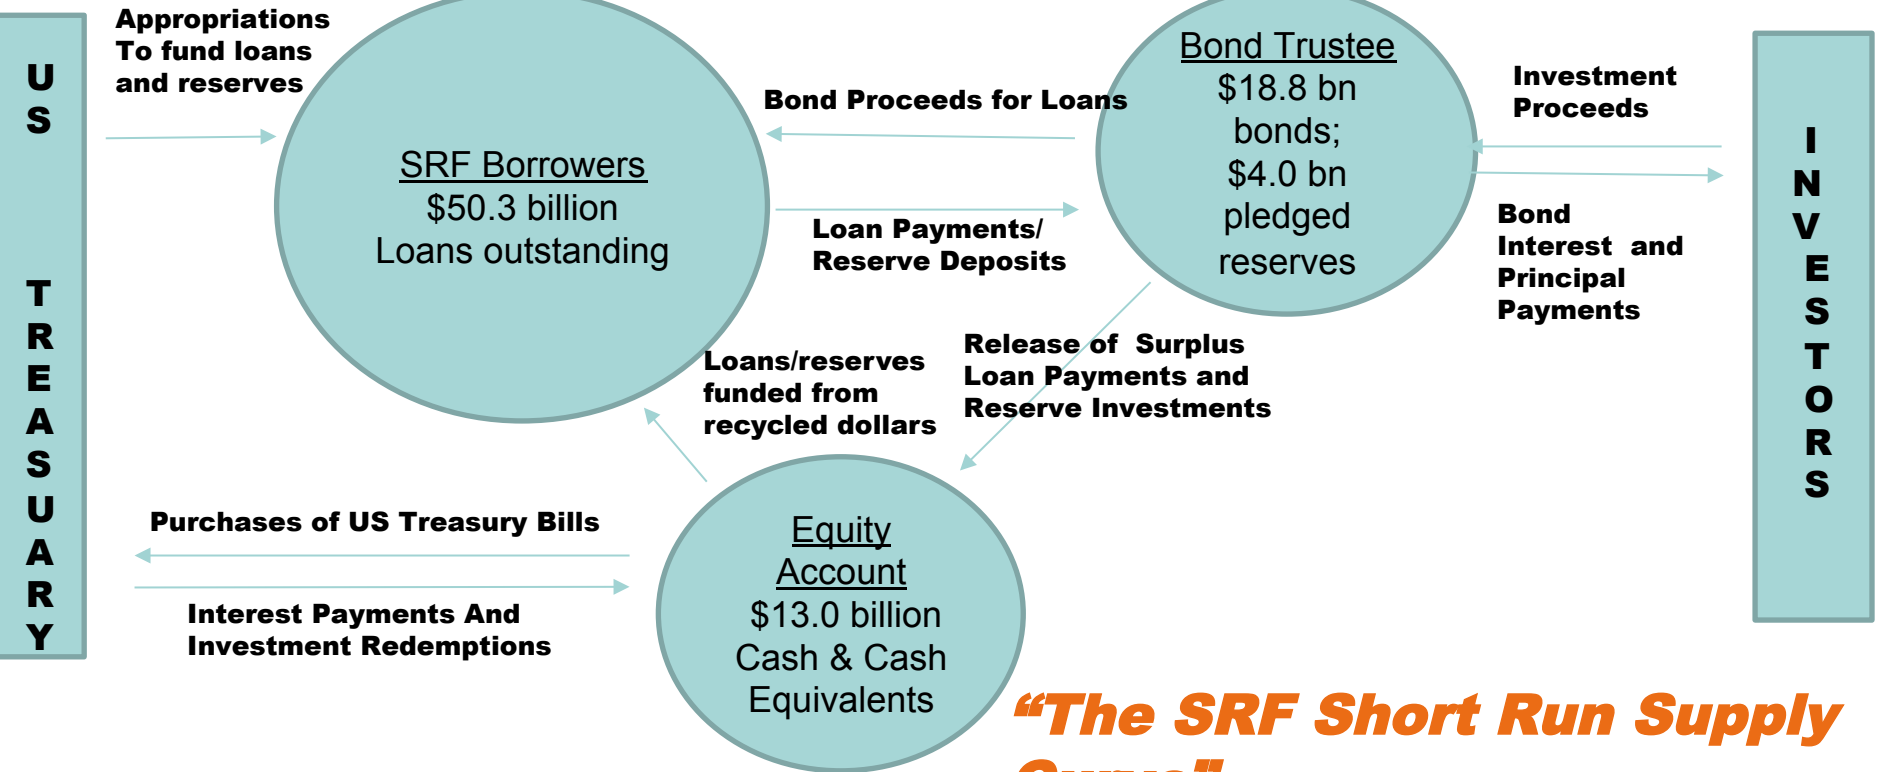 US TREASUARY
Appropriations
To fund loans
and reserves
SRF Borrowers
$50.3 billion
Loans outstanding
Bond Proceeds for Loans
Loan Payments/
Reserve Deposits
Bond Trustee
$18.8 bn
bonds;
$4.0 bn
pledged
reserves
Investment
Proceeds
Bond
Interest and
Principal
Payments
INVESTORS
Loans/reserves
funded from
recycled dollars
Release of Surplus
Loan Payments and
Reserve Investments
Purchases of US Treasury Bills
Interest Payments And
Investment Redemptions
Equity
Account
$13.0 billion
Cash & Cash
Equivalents
“The SRF Short Run Supply